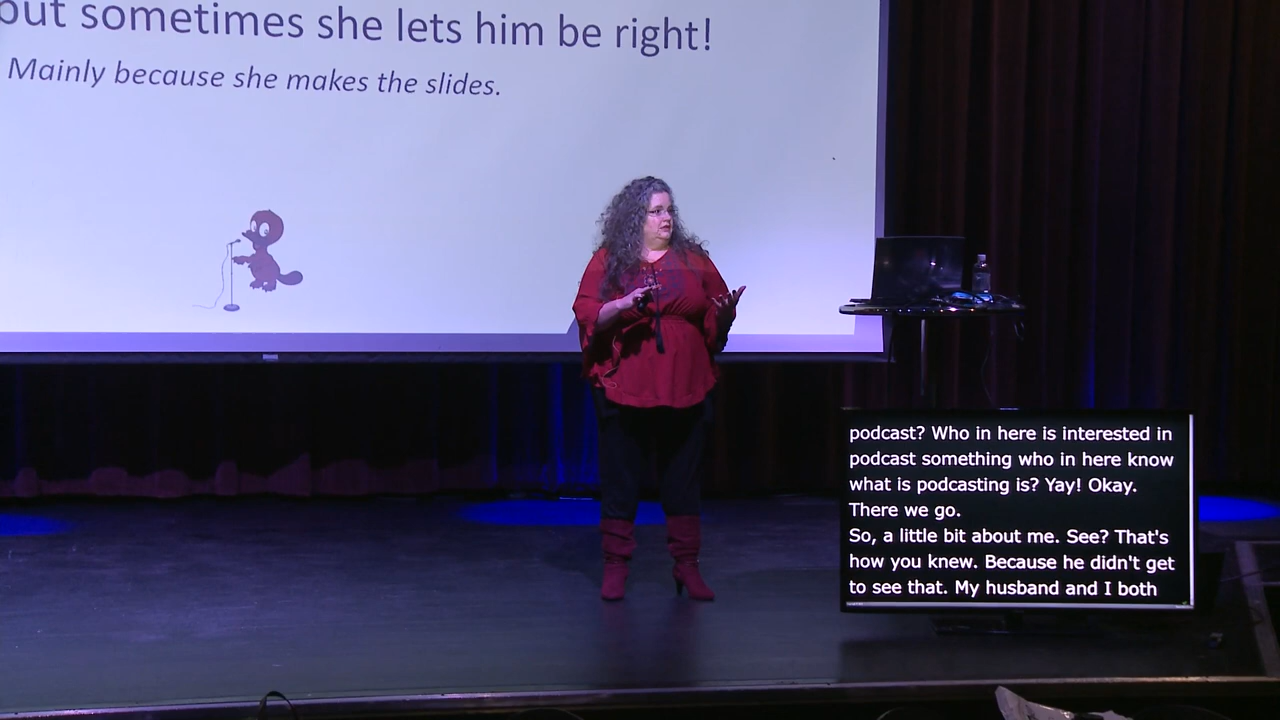 but sometimes she lets him be right!
Mainly because she makes the slides.
podcast? Who in here is interested in
podcast something who in here know
what is podcasting is? Yay! Okay.
There we go.
So, a little bit about me. See? That's
how you knew. Because he didn't get
to see that. My husband and I both